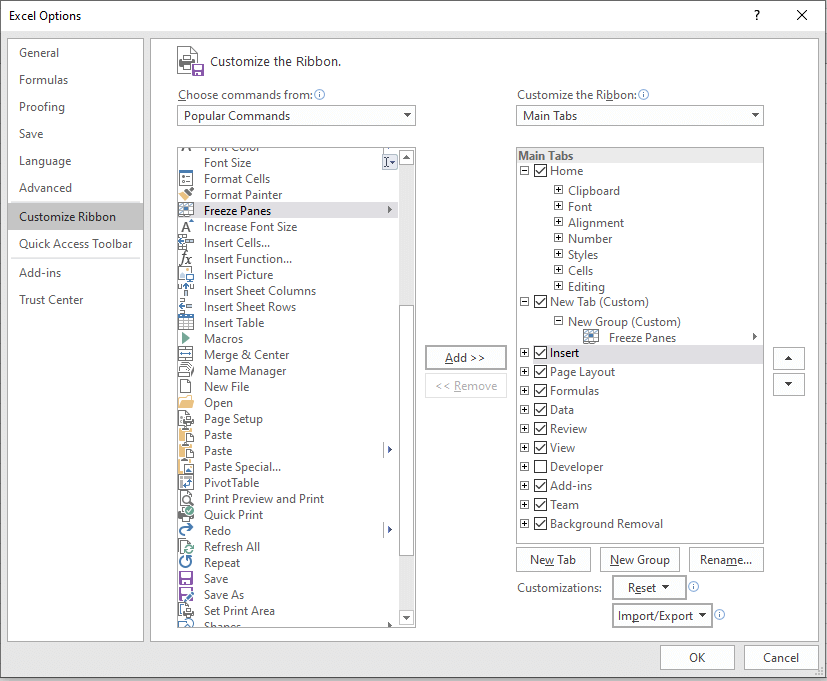 Excel Options
?
General
Formulas
Proofing
Save
Language
Advanced
Customize Ribbon
Quick Access Toolbar
Add-ins
Trust Center
Customize the Ribbon.
Choose commands from:
Popular Commands
Font Color
Font Size
Format Cells
Format Painter
Freeze Panes
Increase Font Size
Insert Cells...
Insert Function...
Insert Picture
Insert Sheet Columns
Insert Sheet Rows
Insert Table
Macros
Merge & Center
Name Manager
New File
Open
Page Setup
Paste
Paste
Paste Special...
PivotTable
Print Preview and Print
Quick Print
Redo
Refresh All
Repeat
Save
Save As
Set Print Area
Shapes
Add >>
<< Remove
Customize the Ribbon:
Main Tabs
Main Tabs
Home
Clipboard
Font
Alignment
Number
Styles
Cells
Editing
New Tab (Custom)
New Group (Custom)
Freeze Panes
Insert
Page Layout
Formulas
Data
Review
View
Developer
Add-ins
Team
Background Removal
New Tab
New Group
Rename...
Customizations:
Reset
Import/Export
OK
Cancel